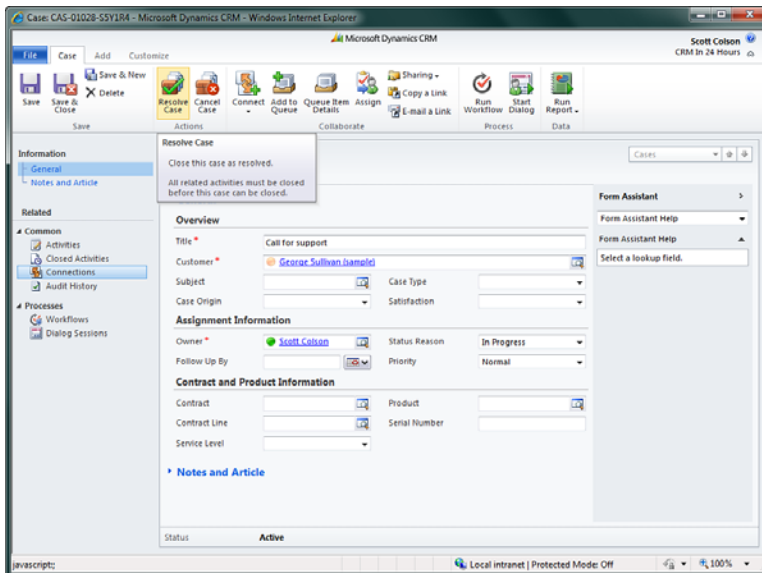 Case: CAS-01028-S5Y1R4 - Microsoft Dynamics CRM - Windows Internet Explorer
Microsoft Dynamics CRM
Scott Colson
CRM In 24 Hours
File Case Add Customize
Save
Save & Close
Save & New
Delete
Resolve Case
Cancel Case
Connect
Add to Queue
Queue Item Details
Assign
Sharing
Copy a Link
E-mail a Link
Run Workflow
Start Dialog
Run Report
Save Actions Collaborate Process Data
Resolve Case
Close this case as resolved.
All related activities must be closed
before this case can be closed.
Information
General
Notes and Article
Related
Common
Activities
Closed Activities
Connections
Audit History
Processes
Workflows
Dialog Sessions
Cases
Overview
Title * Call for support
Customer * George Sullivan (sample)
Subject Case Type
Case Origin Satisfaction
Assignment Information
Owner * Scott Colson Status Reason In Progress
Follow Up By Priority Normal
Contract and Product Information
Contract Product
Contract Line Serial Number
Service Level
Notes and Article
Status Active
Form Assistant
Form Assistant Help
Form Assistant Help
Select a lookup field.
javascript:; Local intranet | Protected Mode: Off 100%